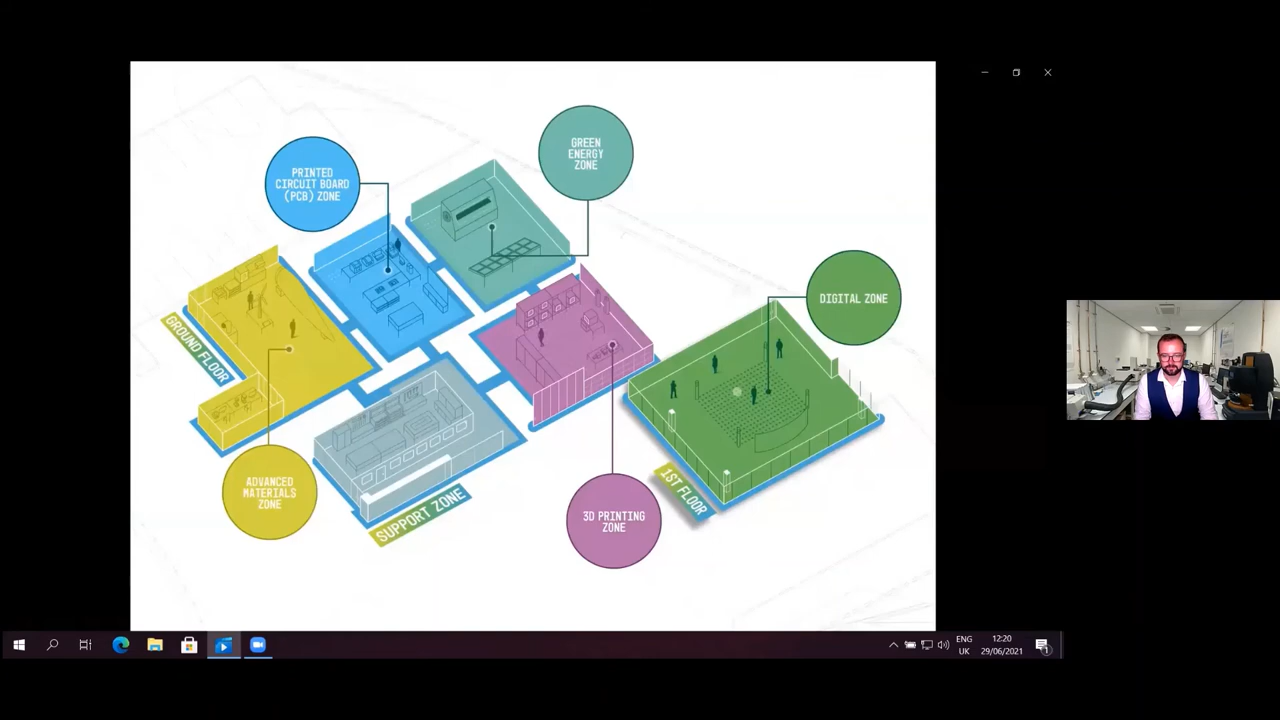 GREEN
ENERGY
ZONE
PRINTED
CIRCUIT BOARD
(PCB) ZONE
DIGITAL ZONE
GROUND FLOOR
ADVANCED
MATERIALS
ZONE
SUPPORT ZONE
1ST FLOOR
3D PRINTING
ZONE
ENG
UK
12:20
29/06/2021
1